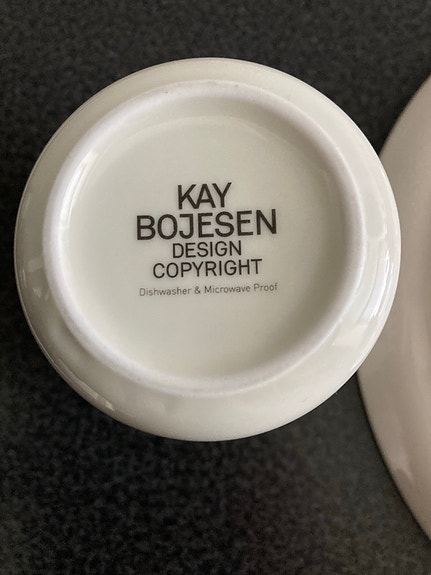 KAY
BOJESEN
DESIGN
COPYRIGHT
Dishwasher & Microwave Proof